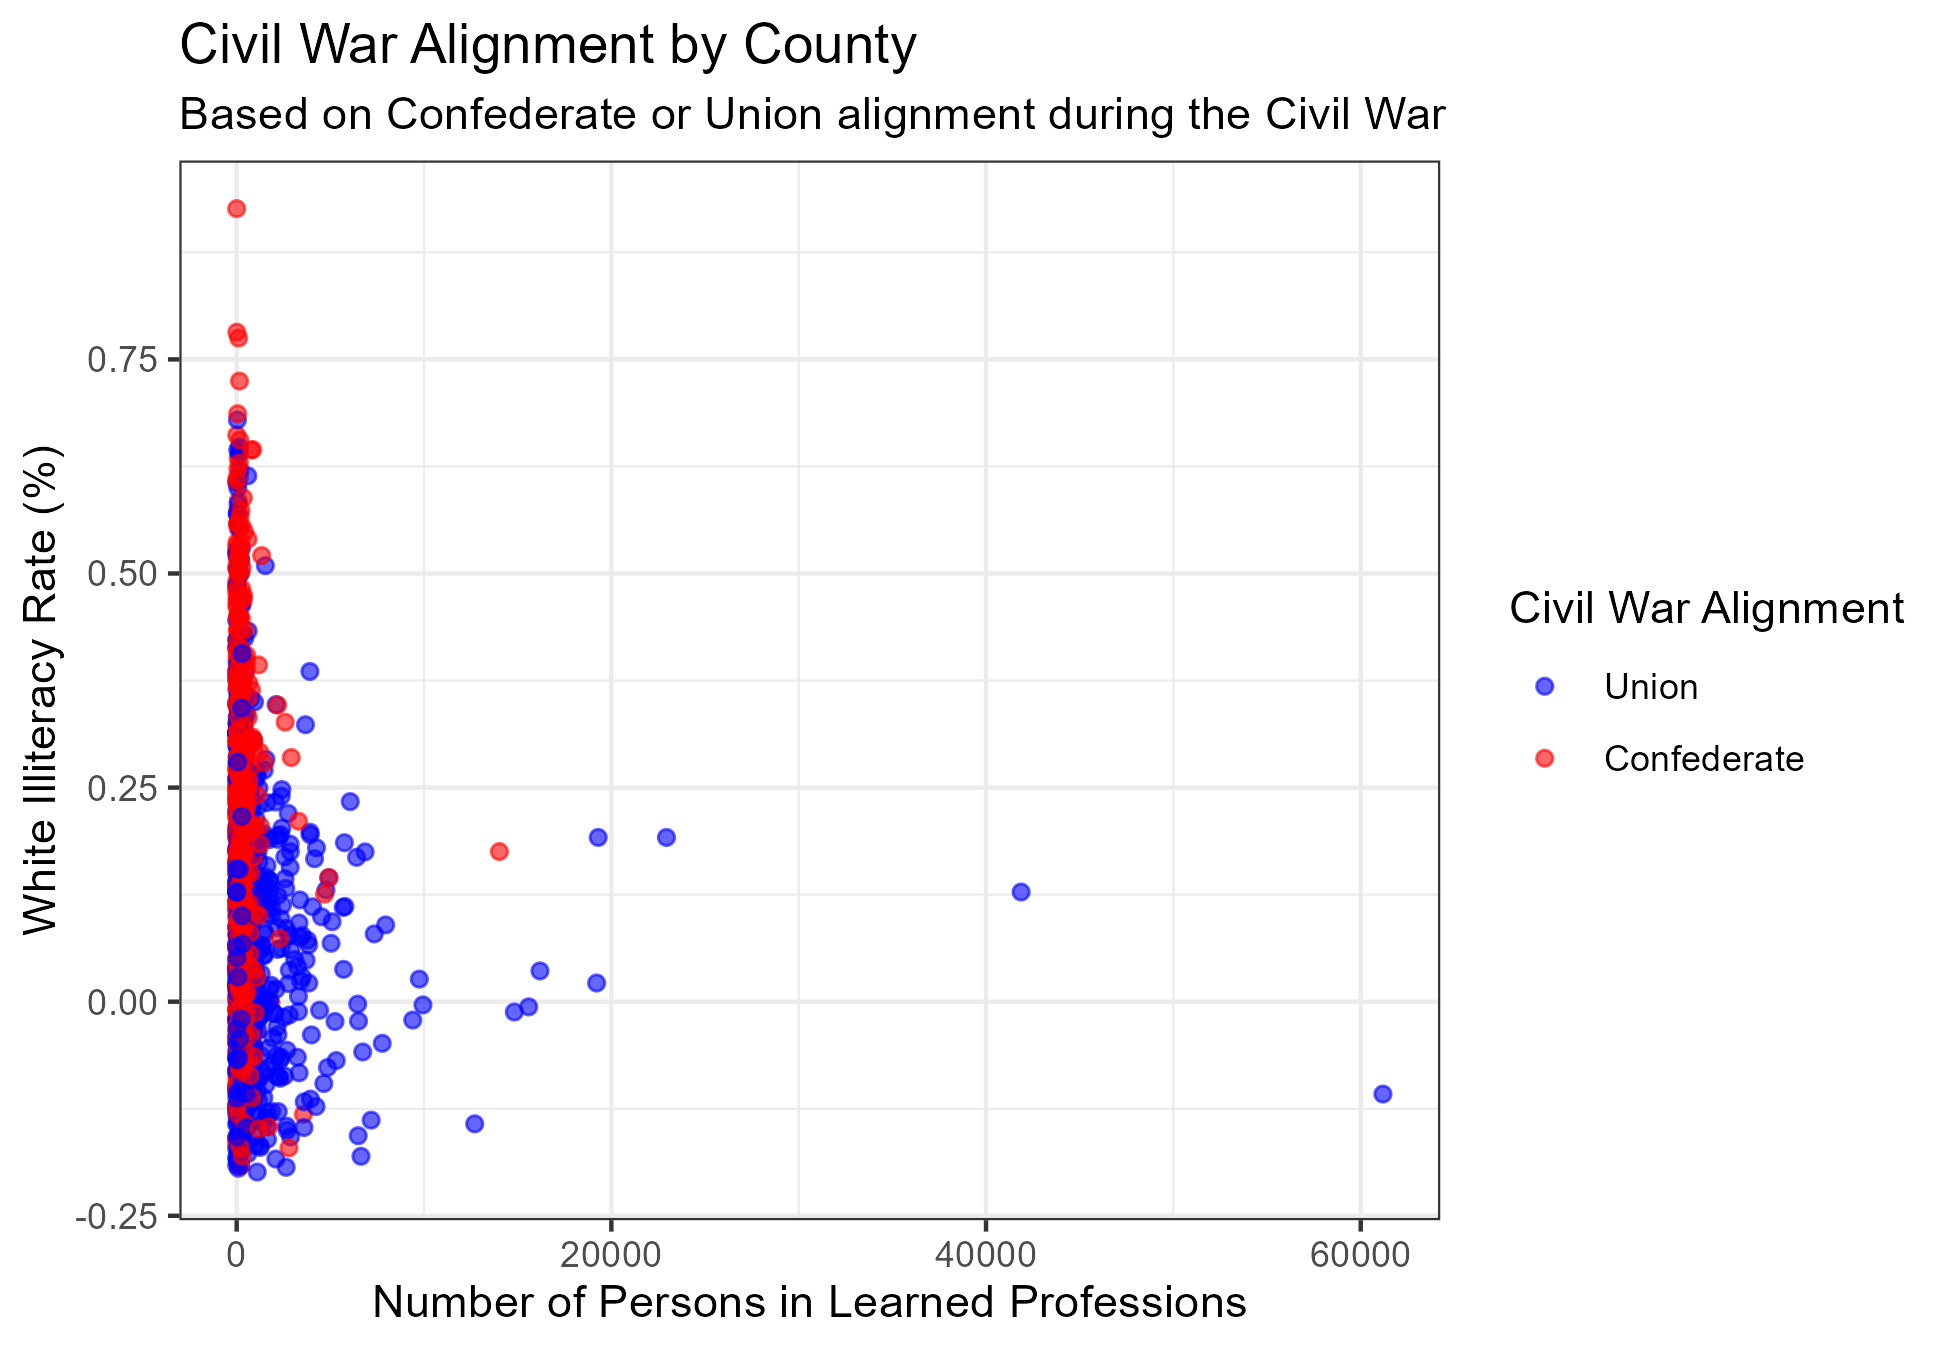 Civil War Alignment by County
Based on Confederate or Union alignment during the Civil War
White Illiteracy Rate (%)
0.75
0.50
0.25
0.00
-0.25
0
20000
40000
60000
Number of Persons in Learned Professions
Civil War Alignment
Union
Confederate